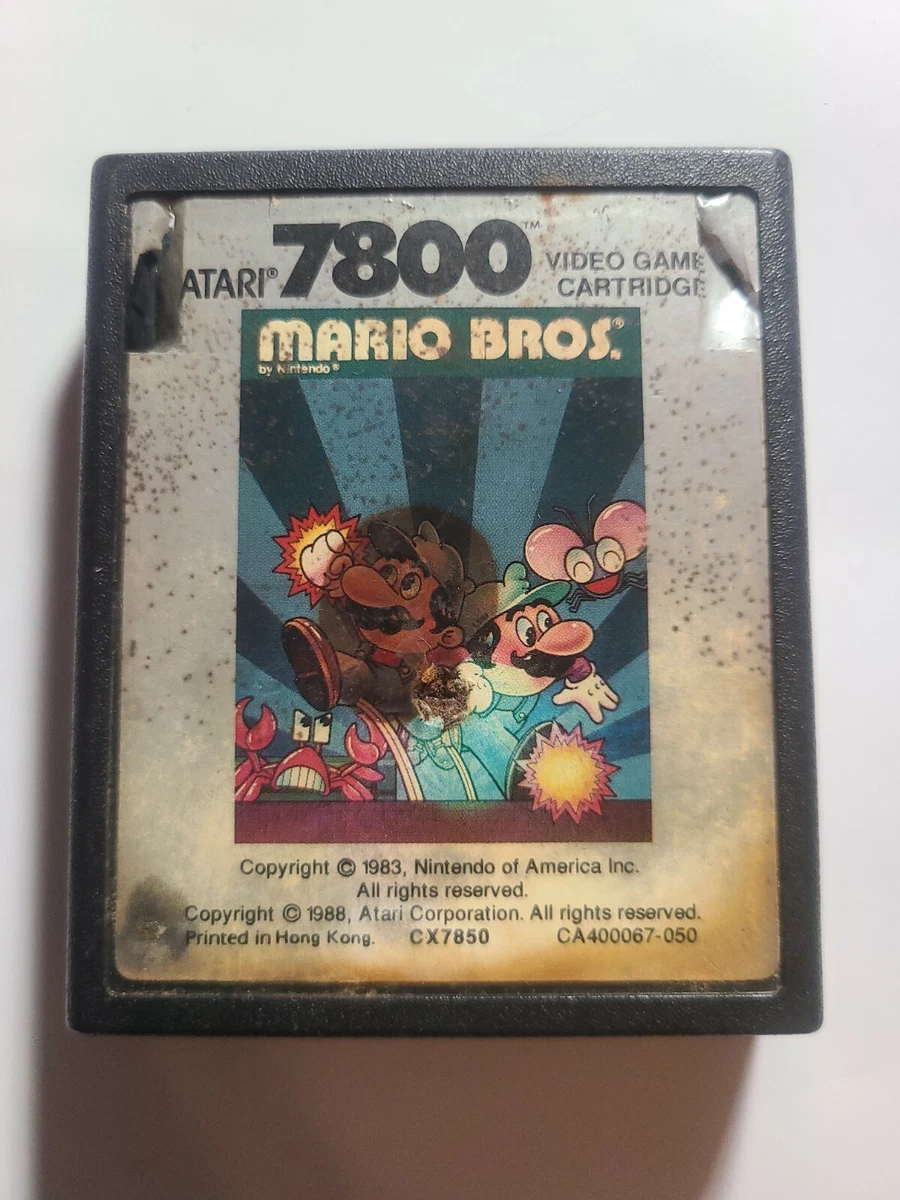 ATARI® 7800™ VIDEO GAME
CARTRIDGE
MARIO BROS.®
by Nintendo®
Copyright © 1983, Nintendo of America Inc.
All rights reserved.
Copyright © 1988, Atari Corporation. All rights reserved.
Printed in Hong Kong. CX7850 CA400067-050